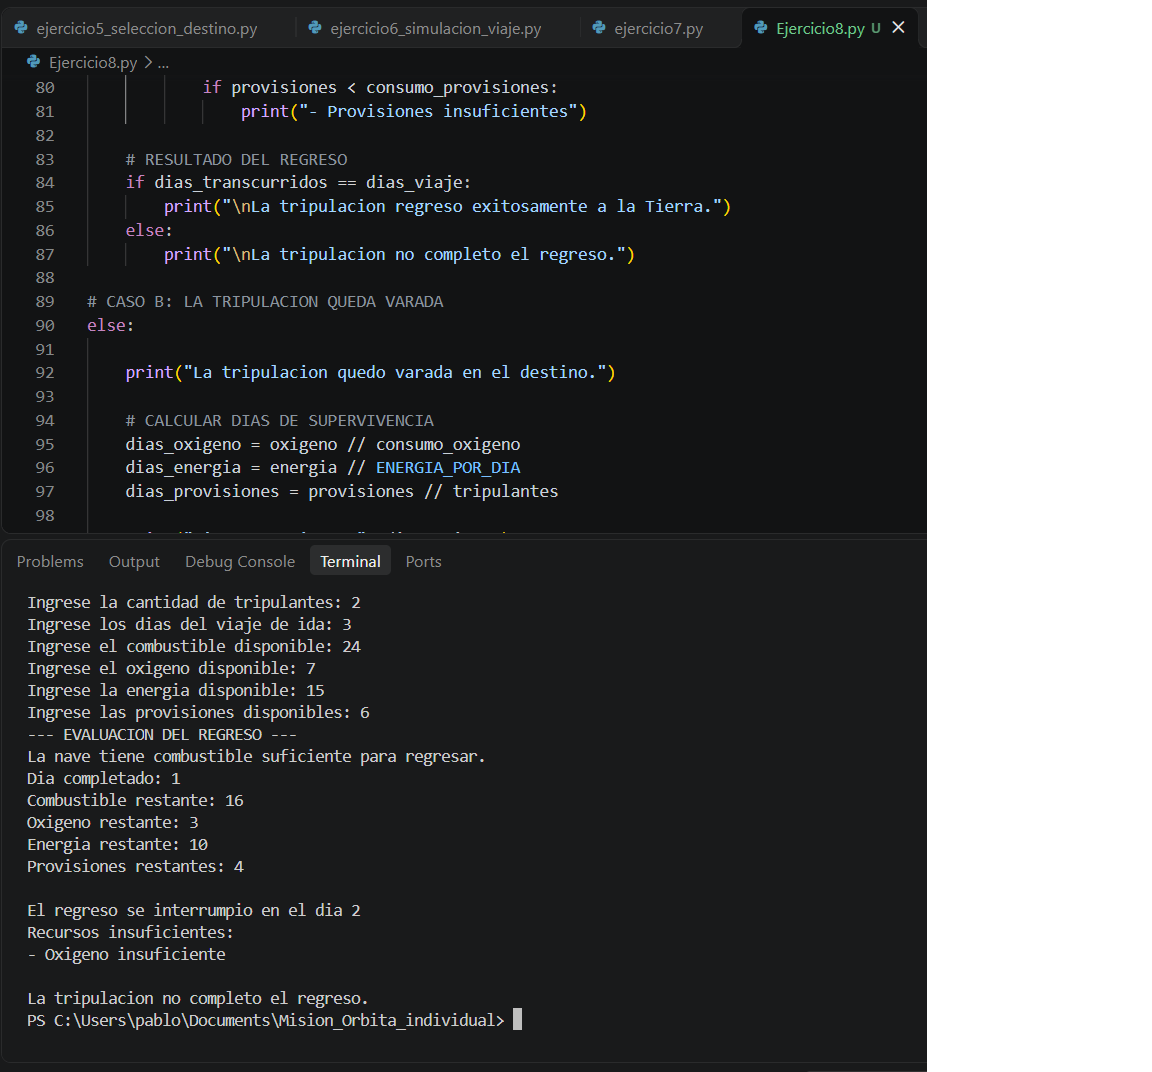 ejercicio5_seleccion_destino.py ejercicio6_simulacion_viaje.py ejercicio7.py Ejercicio8.py U
Ejercicio8.py > ...
80 if provisiones < consumo_provisiones:
81 print("- Provisiones insuficientes")
82
83 # RESULTADO DEL REGRESO
84 if dias_transcurridos == dias_viaje:
85 print("\nLa tripulacion regreso exitosamente a la Tierra.")
86 else:
87 print("\nLa tripulacion no completo el regreso.")
88
89 # CASO B: LA TRIPULACION QUEDA VARADA
90 else:
91
92 print("La tripulacion quedo varada en el destino.")
93
94 # CALCULAR DIAS DE SUPERVIVENCIA
95 dias_oxigeno = oxigeno // consumo_oxigeno
96 dias_energia = energia // ENERGIA_POR_DIA
97 dias_provisiones = provisiones // tripulantes
98
Problems Output Debug Console Terminal Ports
Ingrese la cantidad de tripulantes: 2
Ingrese los dias del viaje de ida: 3
Ingrese el combustible disponible: 24
Ingrese el oxigeno disponible: 7
Ingrese la energia disponible: 15
Ingrese las provisiones disponibles: 6
--- EVALUACION DEL REGRESO ---
La nave tiene combustible suficiente para regresar.
Dia completado: 1
Combustible restante: 16
Oxigeno restante: 3
Energia restante: 10
Provisiones restantes: 4
El regreso se interrumpio en el dia 2
Recursos insuficientes:
- Oxigeno insuficiente
La tripulacion no completo el regreso.
PS C:\Users\pablo\Documents\Mision_Orbita_individual>